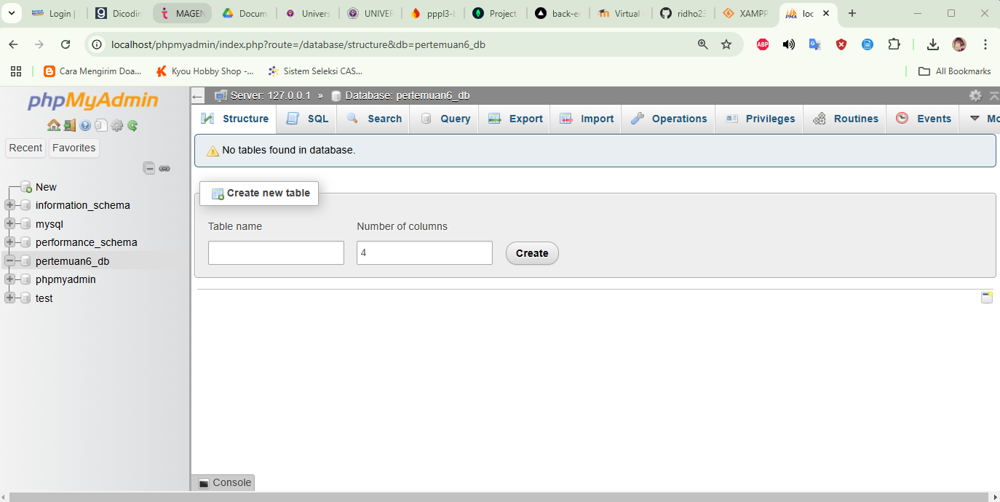 Login |
Dicodin
MAGEN
Docum
Univers
UNIVER
pppl3-
Project
back-e
Virtual
ridho23
XAMPP
PMA loc
localhost/phpmyadmin/index.php?route=/database/structure&db=pertemuan6_db
ABP
Cara Mengirim Doa...
Kyou Hobby Shop -...
Sistem Seleksi CAS...
All Bookmarks
phpMyAdmin
Recent Favorites
New
information_schema
mysql
performance_schema
pertemuan6_db
phpmyadmin
test
Server: 127.0.0.1 » Database: pertemuan6_db
Structure SQL Search Query Export Import Operations Privileges Routines Events Mo
No tables found in database.
Create new table
Table name Number of columns
4 Create
Console